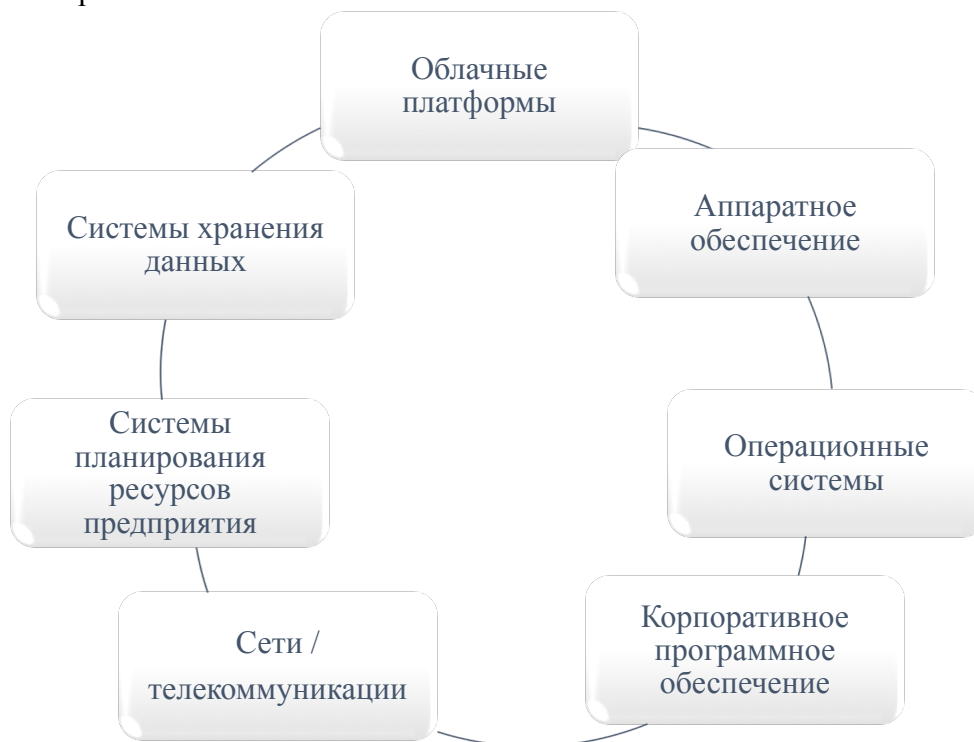 Облачные
платформы
Аппаратное
обеспечение
Операционные
системы
Корпоративное
программное
обеспечение
Сети /
телекоммуникации
Системы
планирования
ресурсов
предприятия
Системы хранения
данных